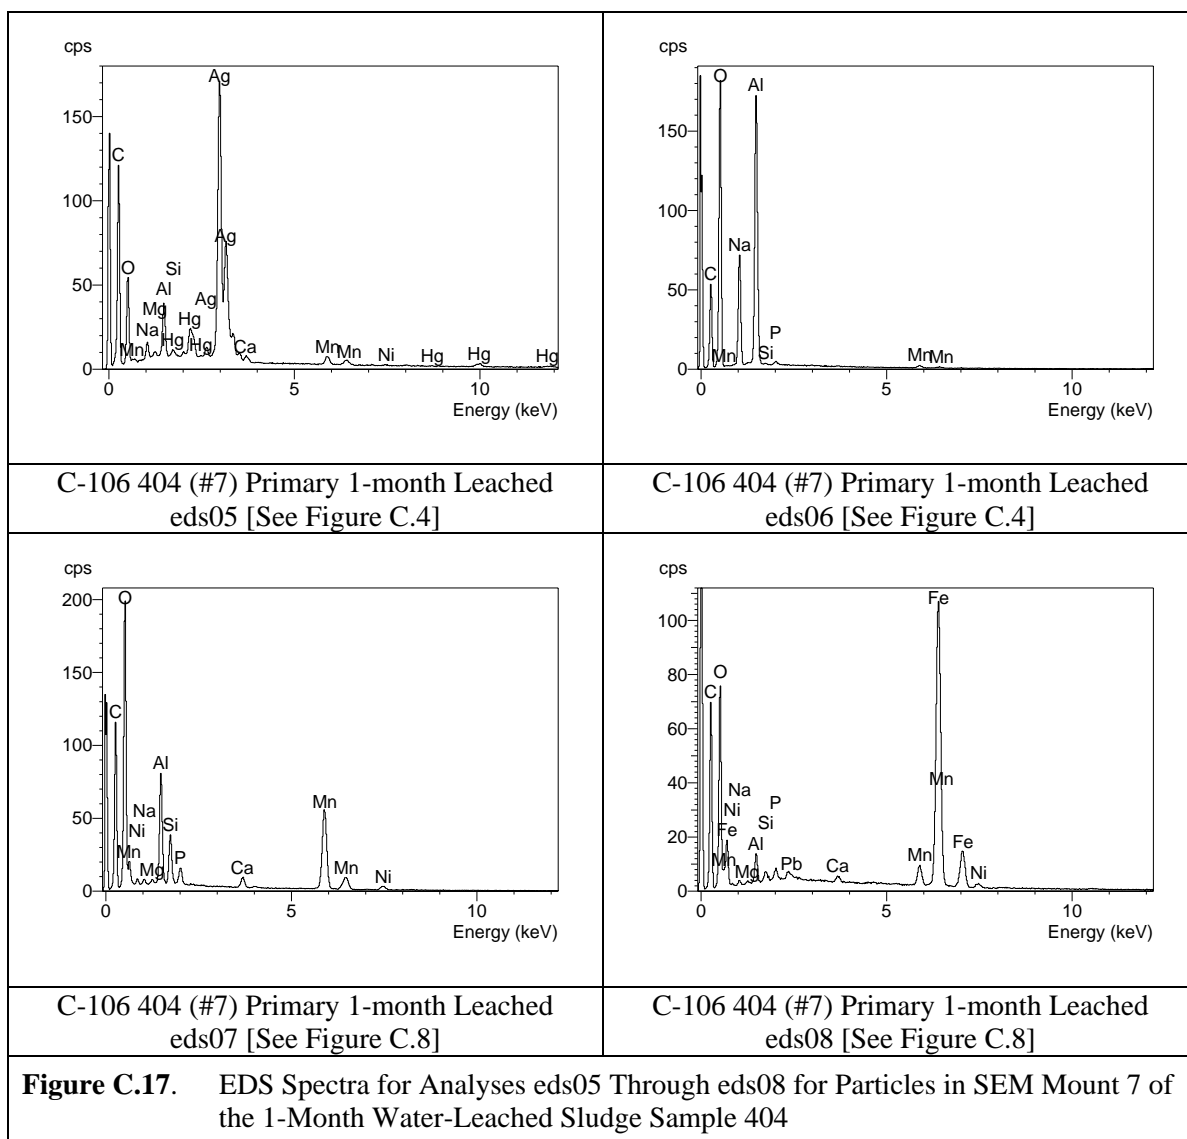 cps
Ag
150
C
100
Ag
O
50
Si
Al
Ag
Mg
Hg
Na
Mn
Hg
Hg
Ca
Mn
Mn
Ni
Hg
Hg
Hg
0
0
5
10
Energy (keV)
C-106 404 (#7) Primary 1-month Leached
eds05 [See Figure C.4]
cps
O
Al
150
100
Na
C
50
P
Mn
Si
Mn
Mn
0
0
5
10
Energy (keV)
C-106 404 (#7) Primary 1-month Leached
eds06 [See Figure C.4]
cps
200
O
150
C
100
Al
Na
Mn
50
Ni
Si
Mn
P
Mg
Ca
Mn
Ni
0
0
5
10
Energy (keV)
C-106 404 (#7) Primary 1-month Leached
eds07 [See Figure C.8]
cps
Fe
100
O
80
C
60
Mn
40
Na
P
Ni
Si
Fe
20
Al
Fe
Mn
Mg
Pb
Ca
Mn
Ni
0
0
5
10
Energy (keV)
C-106 404 (#7) Primary 1-month Leached
eds08 [See Figure C.8]
Figure C.17. EDS Spectra for Analyses eds05 Through eds08 for Particles in SEM Mount 7 of
the 1-Month Water-Leached Sludge Sample 404